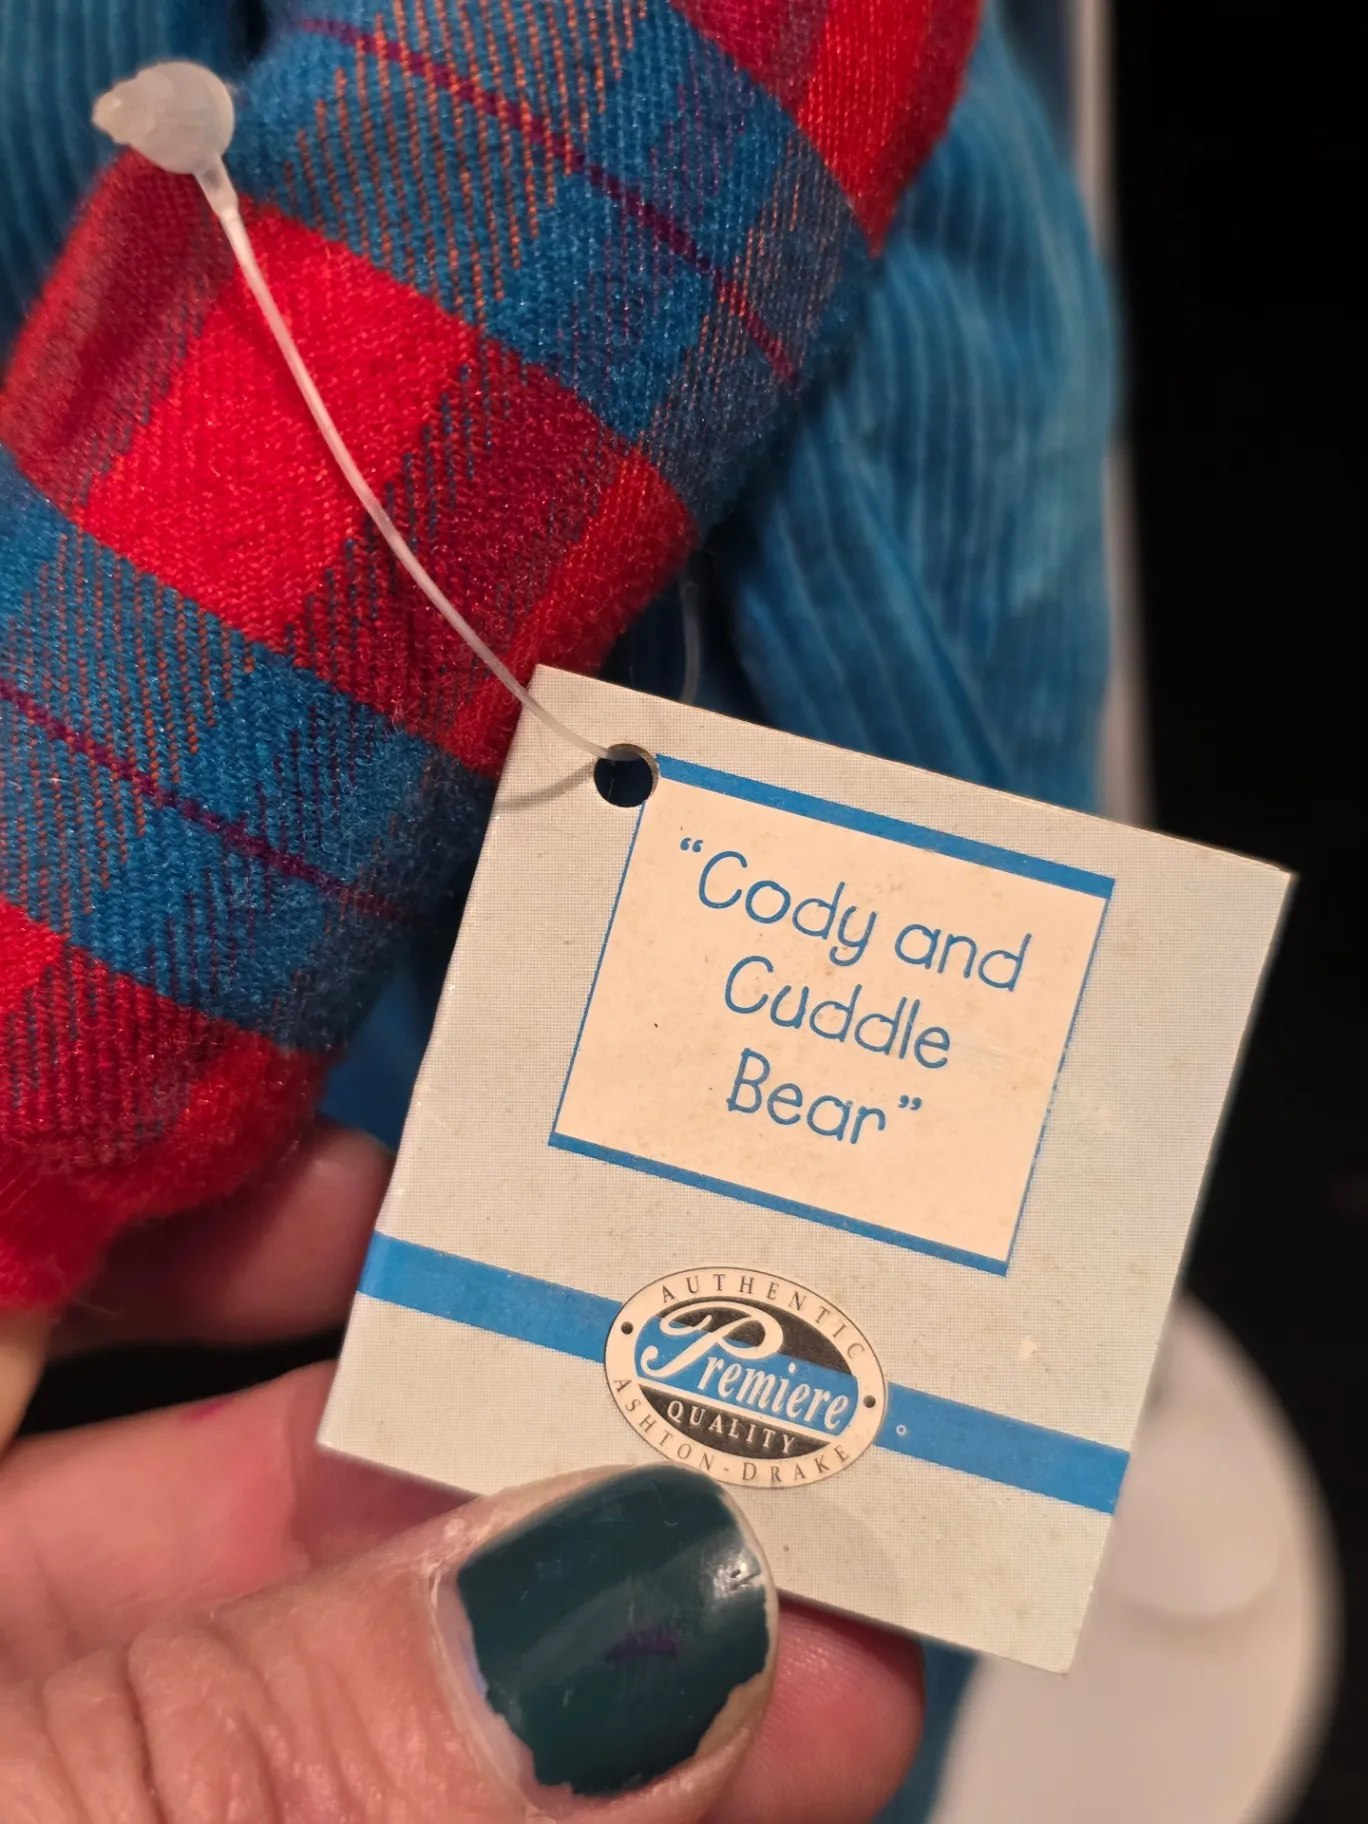 “Cody and
Cuddle
Bear”
AUTHENTIC
Premiere
QUALITY
ASHTON-DRAKE